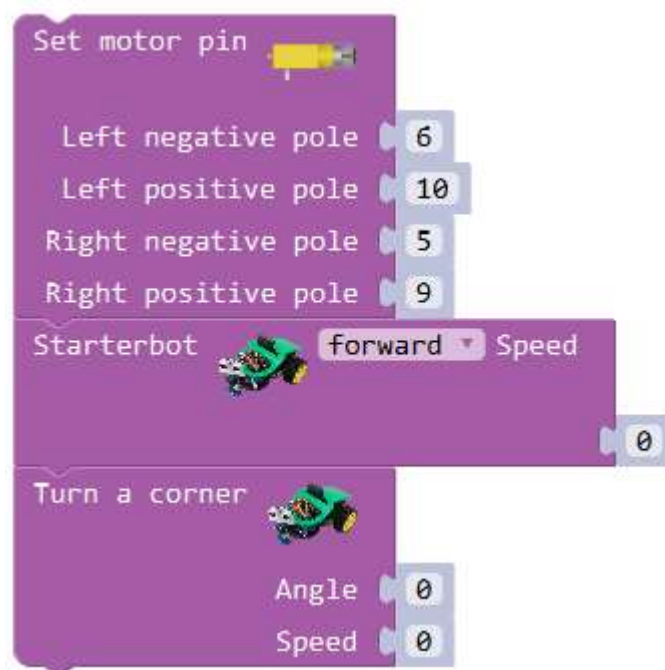 Set motor pin
Left negative pole 6
Left positive pole 10
Right negative pole 5
Right positive pole 9
Starterbot forward Speed
0
Turn a corner
Angle 0
Speed 0